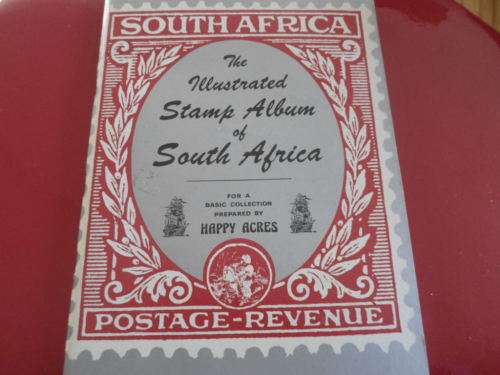 SOUTH AFRICA
The
Illustrated
Stamp Album
of
South Africa
FOR A
BASIC COLLECTION
PREPARED BY
HAPPY ACRES
POSTAGE-REVENUE